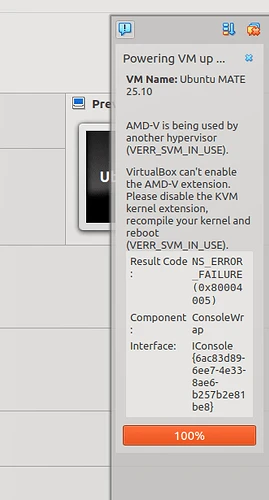 Powering VM up ...
VM Name: Ubuntu MATE
25.10
AMD-V is being used by
another hypervisor
(VERR_SVM_IN_USE).
VirtualBox can't enable
the AMD-V extension.
Please disable the KVM
kernel extension,
recompile your kernel and
reboot
(VERR_SVM_IN_USE).
Result Code NS_ERROR
: _FAILURE
(0x80004
005)
Component ConsoleWr
: ap
Interface: IConsole
{6ac83d89-
6ee7-4e33-
8ae6-
b257b2e81
be8}
100%
Pre
U